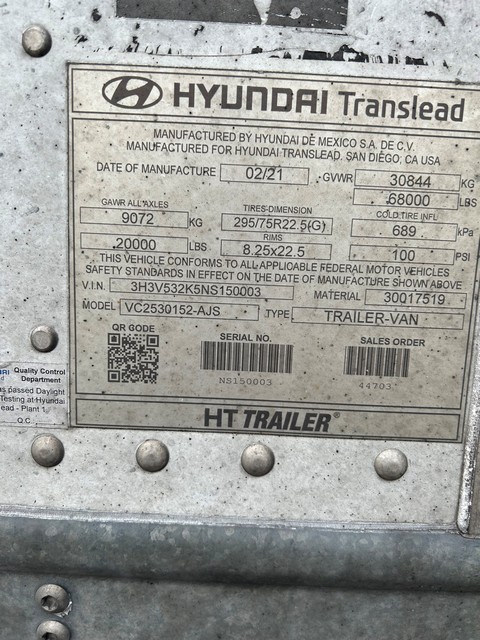 HYUNDAI Translead
MANUFACTURED BY HYUNDAI DE MEXICO S.A. DE C.V.
MANUFACTURED FOR HYUNDAI TRANSLEAD, SAN DIEGO, CA USA
DATE OF MANUFACTURE 02/21 GVWR 30844 KG
68000 LBS
GAWR ALL AXLES TIRES-DIMENSION COLD TIRE INFL
9072 KG 295/75R22.5(G) 689 kPa
RIMS
20000 LBS 8.25x22.5 100 PSI
THIS VEHICLE CONFORMS TO ALL APPLICABLE FEDERAL MOTOR VEHICLES
SAFETY STANDARDS IN EFFECT ON THE DATE OF MANUFACTURE SHOWN ABOVE
V.I.N. 3H3V532K5NS150003 MATERIAL 30017519
MODEL VC2530152-AJS TYPE TRAILER-VAN
QR CODE SERIAL NO. SALES ORDER
NS150003 44703
HT TRAILER®
Quality Control
Department
passed Daylight
Testing at Hyundai
ead - Plant 1
Q.C.